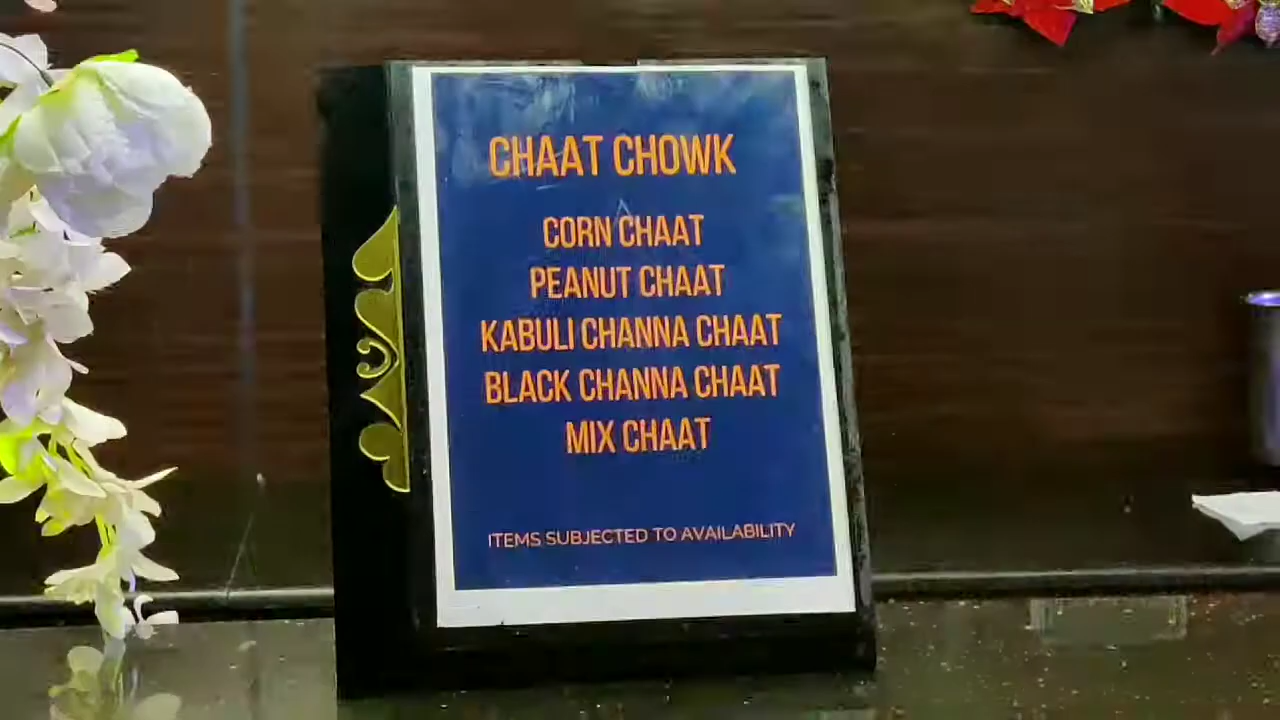 CHAAT CHOWK
CORN CHAAT
PEANUT CHAAT
KABULI CHANNA CHAAT
BLACK CHANNA CHAAT
MIX CHAAT
ITEMS SUBJECTED TO AVAILABILITY